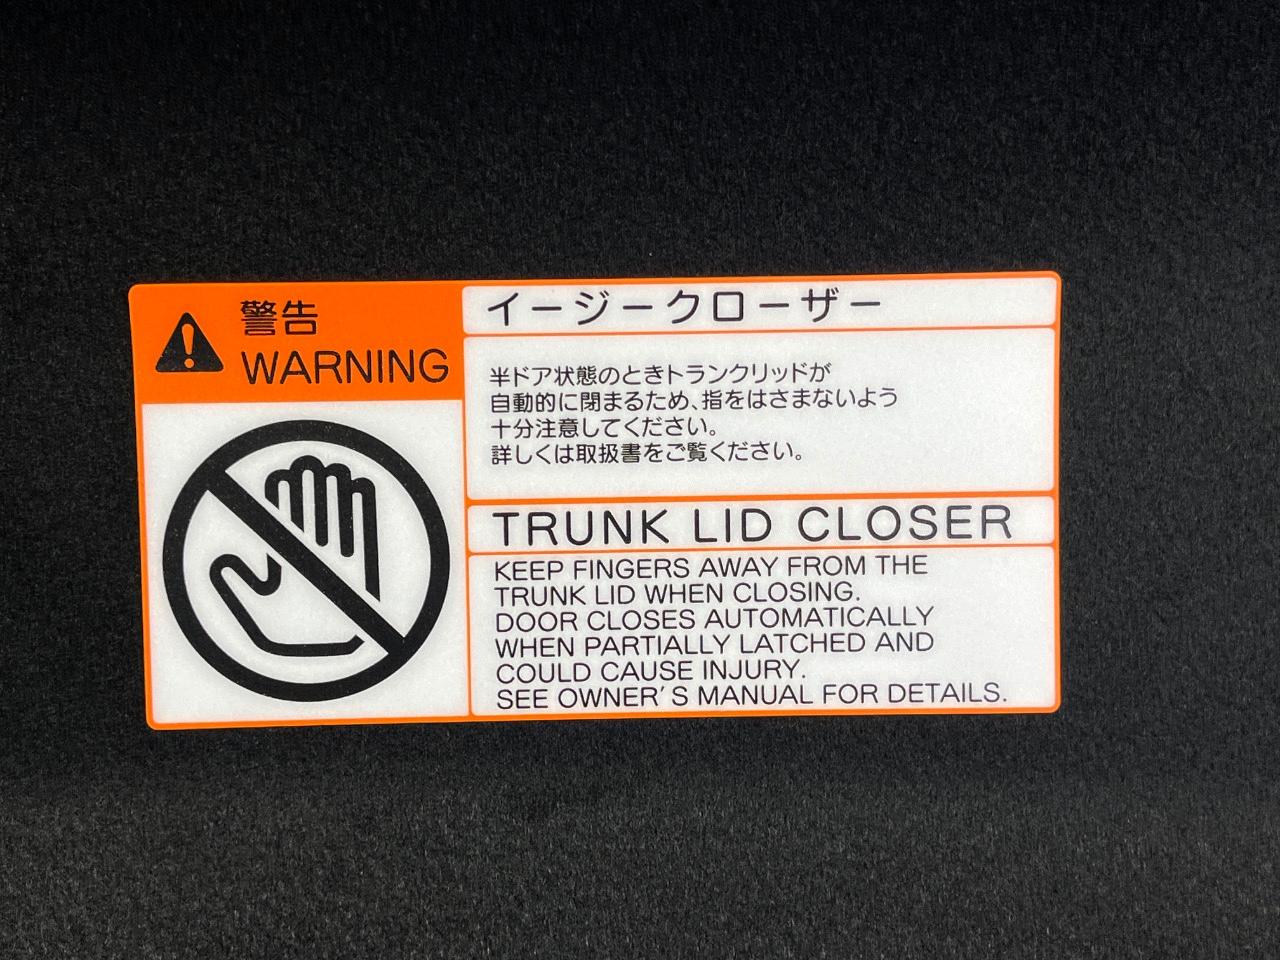 警告
WARNING
イージークローザー
半ドア状態のときトランクリッドが
自動的に閉まるため、指をはさまないよう
十分注意してください。
詳しくは取扱書をご覧ください。
TRUNK LID CLOSER
KEEP FINGERS AWAY FROM THE
TRUNK LID WHEN CLOSING.
DOOR CLOSES AUTOMATICALLY
WHEN PARTIALLY LATCHED AND
COULD CAUSE INJURY.
SEE OWNER'S MANUAL FOR DETAILS.